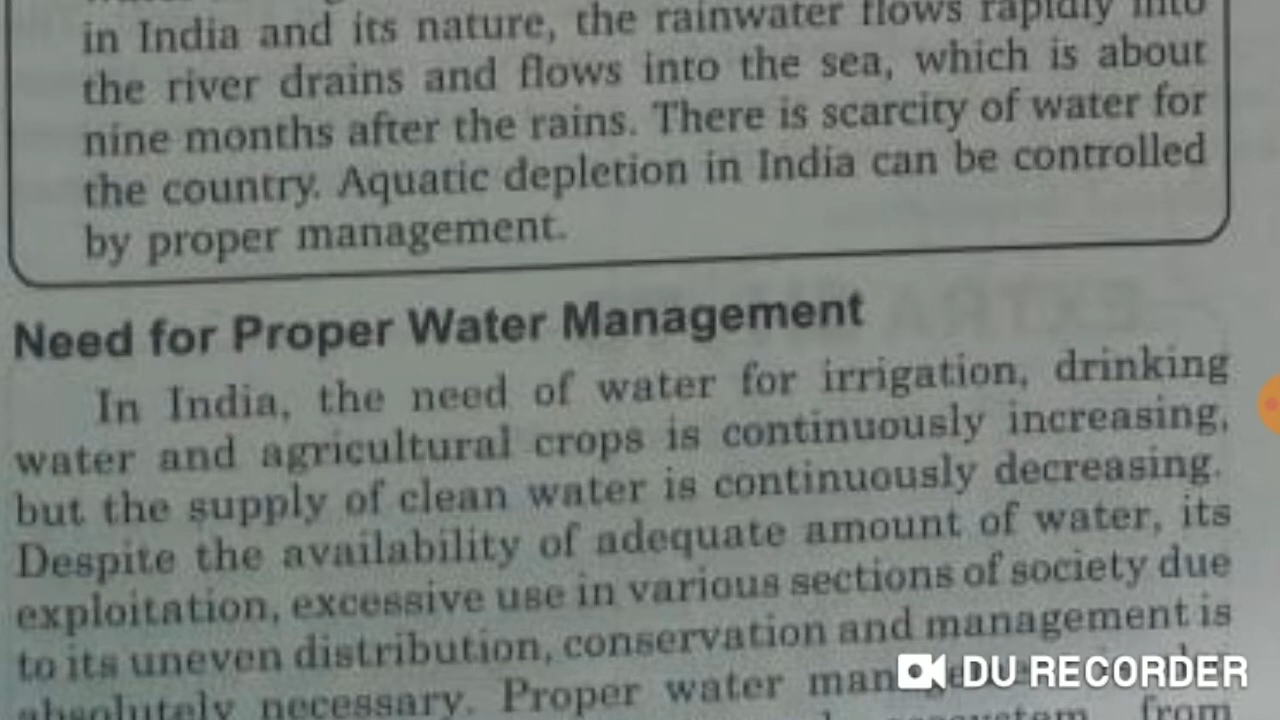 in India and its nature, the rainwater flows rapidly into
the river drains and flows into the sea, which is about
nine months after the rains. There is scarcity of water for
the country. Aquatic depletion in India can be controlled
by proper management.
Need for Proper Water Management
In India, the need of water for irrigation, drinking
water and agricultural crops is continuously increasing,
but the supply of clean water is continuously decreasing.
Despite the availability of adequate amount of water, its
exploitation, excessive use in various sections of society due
to its uneven distribution, conservation and management is
absolutely necessary. Proper water
from
DU RECORDER